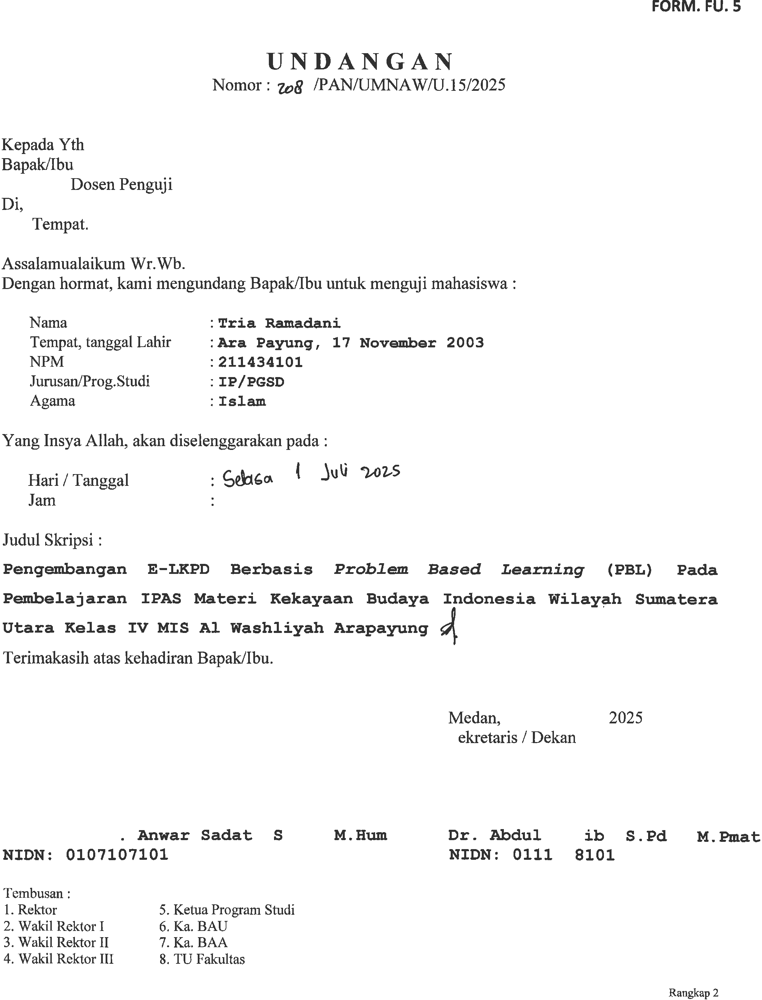 FORM. FU. 5
UNDANGAN
Nomor : 208 /PAN/UMNAW/U.15/2025
Kepada Yth
Bapak/Ibu
Dosen Penguji
Di,
Tempat.
Assalamualaikum Wr.Wb.
Dengan hormat, kami mengundang Bapak/Ibu untuk menguji mahasiswa :
Nama : Tria Ramadani
Tempat, tanggal Lahir : Ara Payung, 17 November 2003
NPM : 211434101
Jurusan/Prog.Studi : IP/PGSD
Agama : Islam
Yang Insya Allah, akan diselenggarakan pada :
Hari / Tanggal : Selasa 1 Juli 2025
Jam :
Judul Skripsi :
Pengembangan E-LKPD Berbasis Problem Based Learning (PBL) Pada
Pembelajaran IPAS Materi Kekayaan Budaya Indonesia Wilayah Sumatera
Utara Kelas IV MIS Al Washliyah Arapayung
Terimakasih atas kehadiran Bapak/Ibu.
Medan, 2025
ekretaris / Dekan
. Anwar Sadat S M.Hum Dr. Abdul ib S.Pd M.Pmat
NIDN: 0107107101 NIDN: 0111 8101
Tembusan :
1. Rektor 5. Ketua Program Studi
2. Wakil Rektor I 6. Ka. BAU
3. Wakil Rektor II 7. Ka. BAA
4. Wakil Rektor III 8. TU Fakultas
Rangkap 2